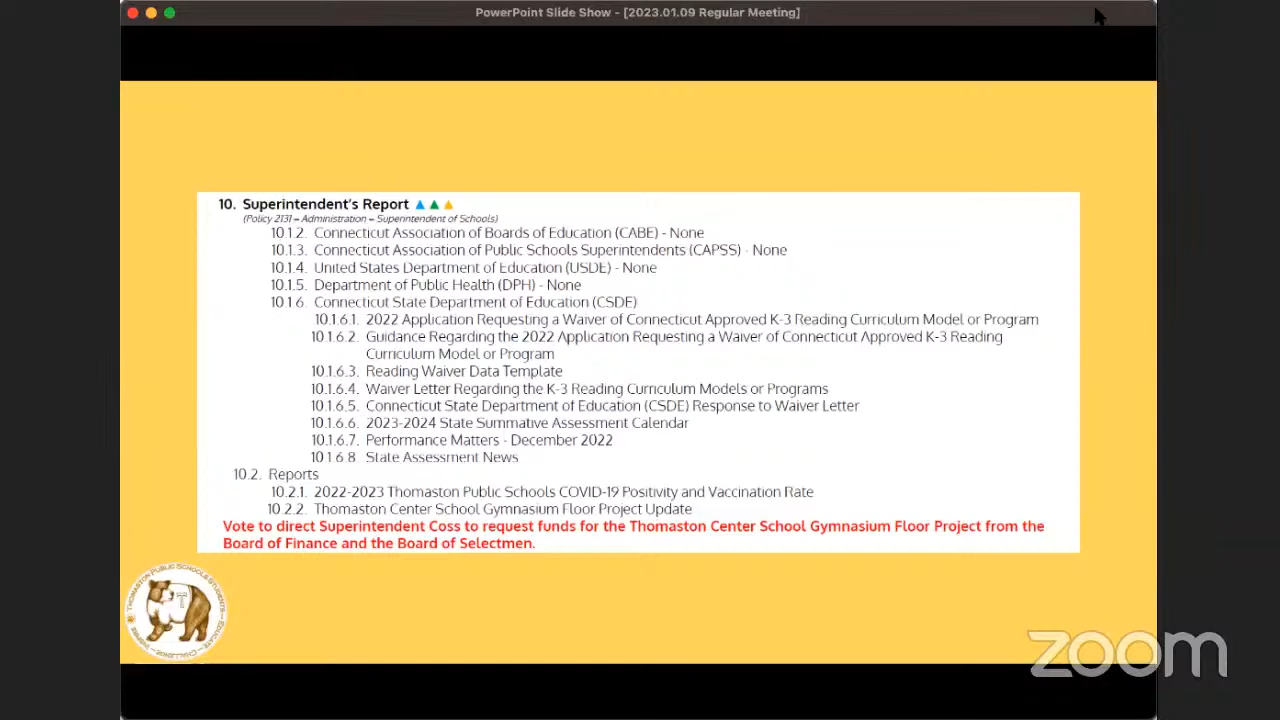 PowerPoint Slide Show - [2023.01.09 Regular Meeting]
10. Superintendent's Report
(Policy 2131 – Administration – Superintendent of Schools)
10.1.2. Connecticut Association of Boards of Education (CABE) - None
10.1.3. Connecticut Association of Public Schools Superintendents (CAPSS) - None
10.1.4. United States Department of Education (USDE) - None
10.1.5. Department of Public Health (DPH) - None
10.1.6. Connecticut State Department of Education (CSDE)
10.1.6.1. 2022 Application Requesting a Waiver of Connecticut Approved K-3 Reading Curriculum Model or Program
10.1.6.2. Guidance Regarding the 2022 Application Requesting a Waiver of Connecticut Approved K-3 Reading
Curriculum Model or Program
10.1.6.3. Reading Waiver Data Template
10.1.6.4. Waiver Letter Regarding the K-3 Reading Curriculum Models or Programs
10.1.6.5. Connecticut State Department of Education (CSDE) Response to Waiver Letter
10.1.6.6. 2023-2024 State Summative Assessment Calendar
10.1.6.7. Performance Matters - December 2022
10.1.6.8 State Assessment News
10.2. Reports
10.2.1. 2022-2023 Thomaston Public Schools COVID-19 Positivity and Vaccination Rate
10.2.2. Thomaston Center School Gymnasium Floor Project Update
Vote to direct Superintendent Coss to request funds for the Thomaston Center School Gymnasium Floor Project from the
Board of Finance and the Board of Selectmen.
THOMASTON PUBLIC SCHOOLS STUDENTS
EDUCATE – CHALLENGE – INSPIRE
T
zoom